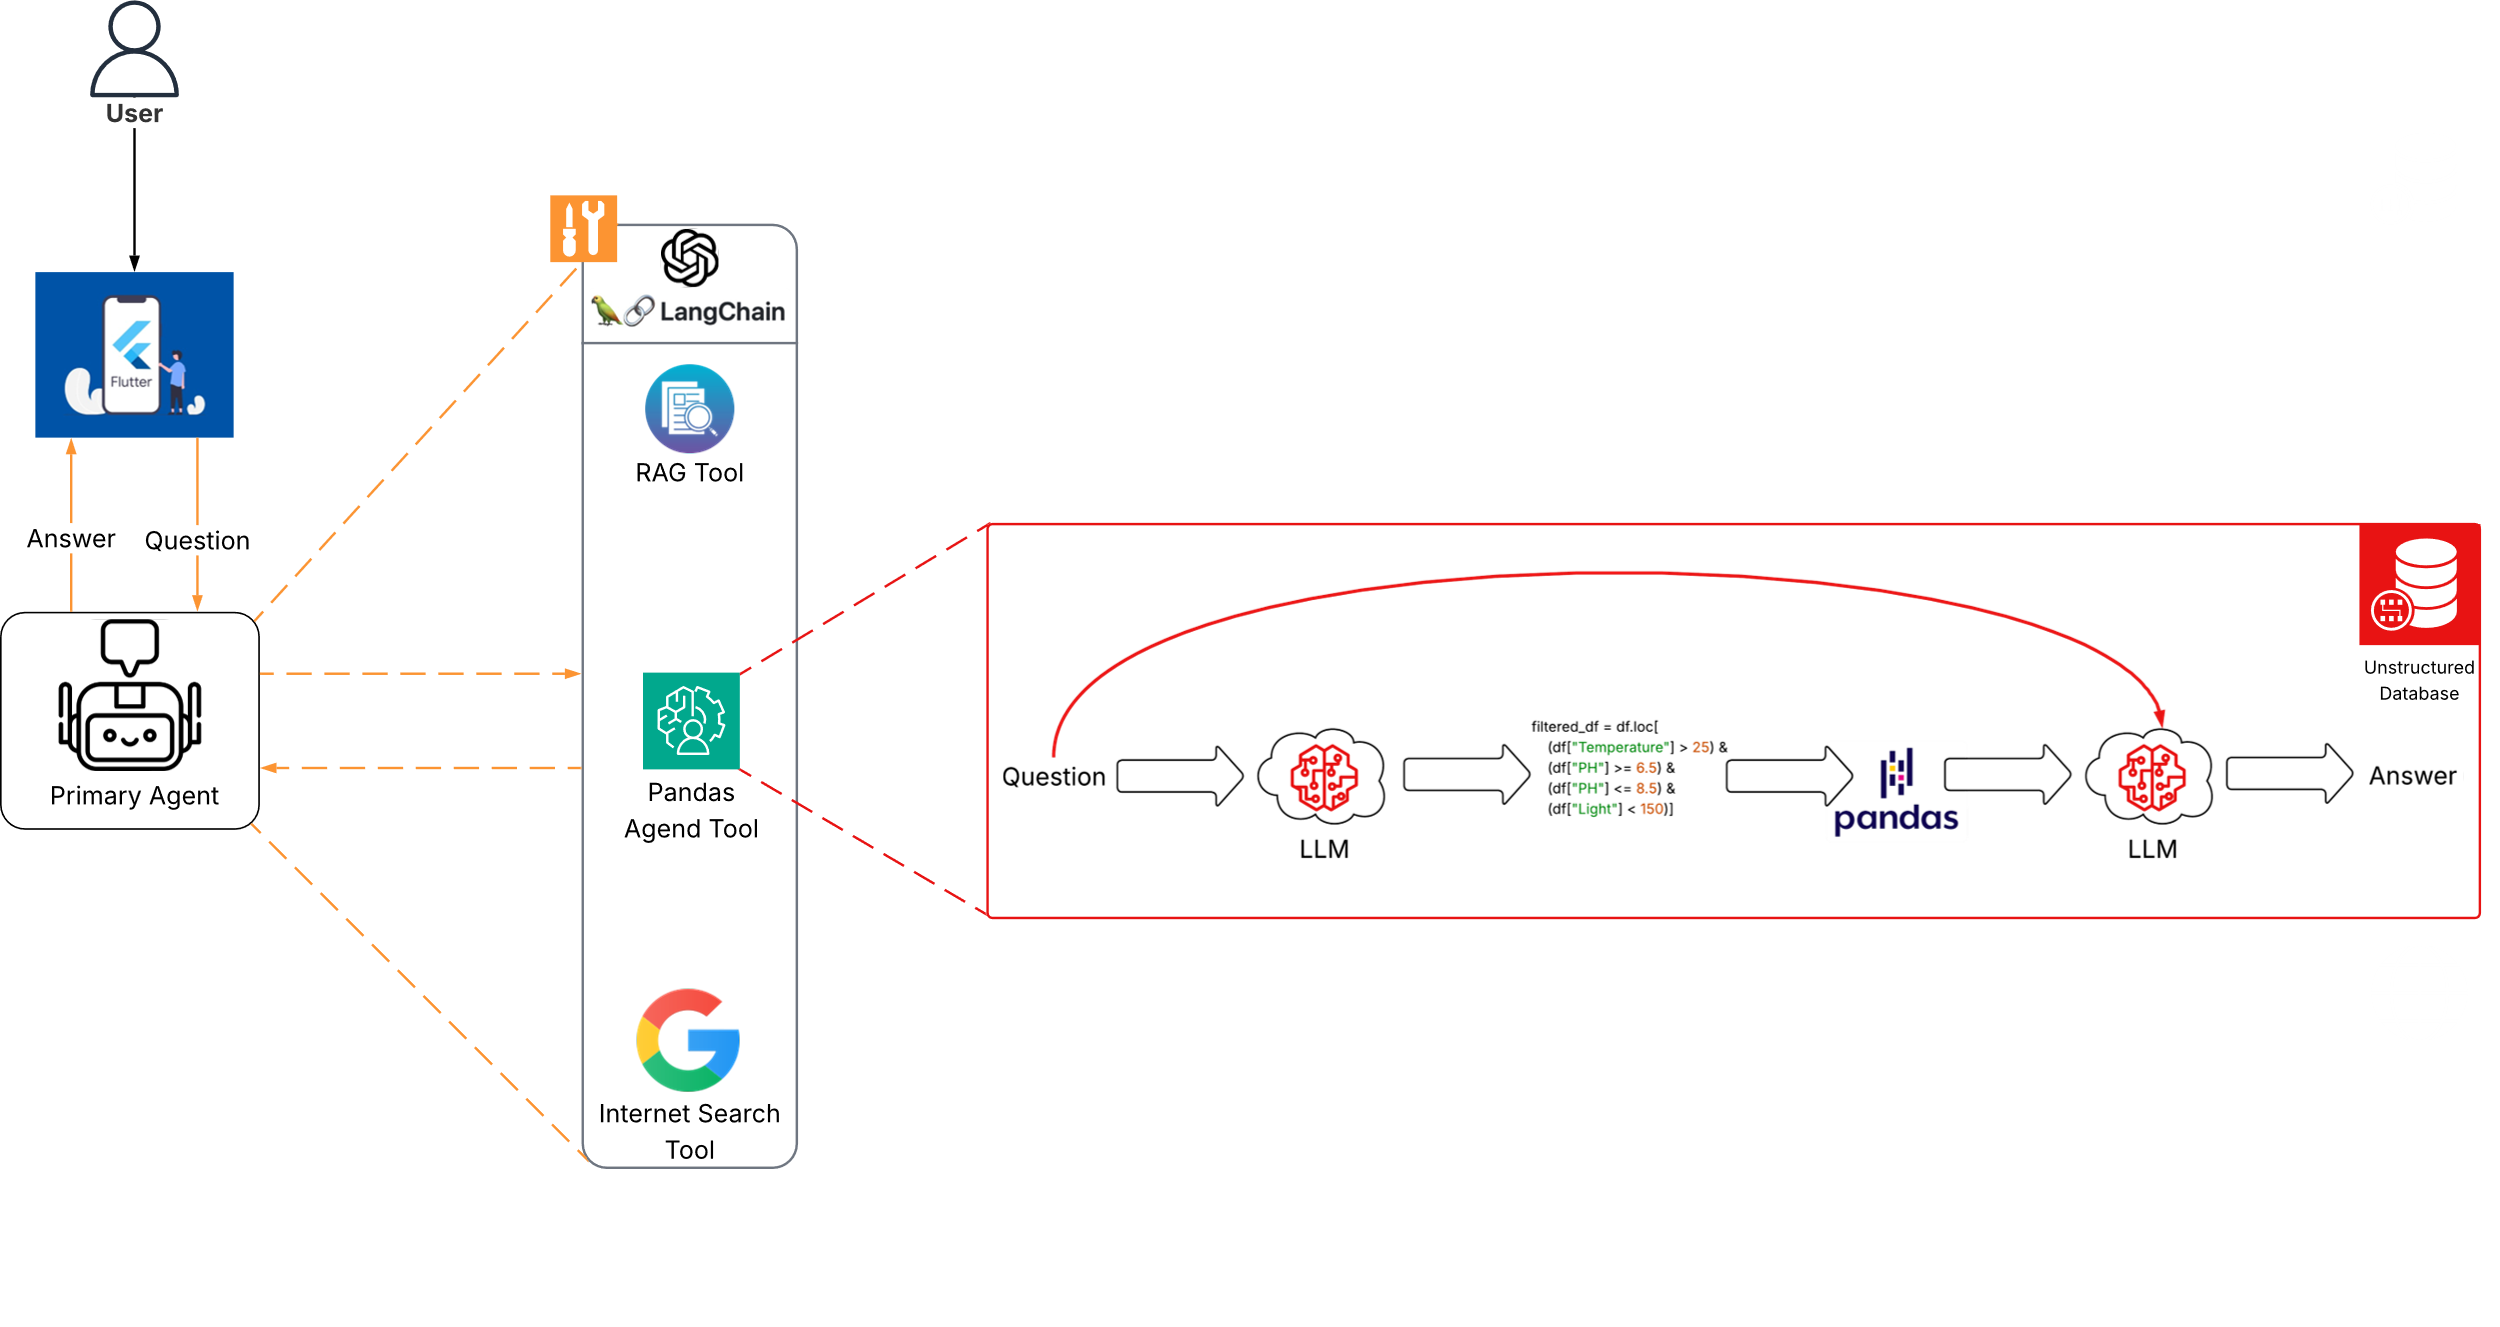 User
Flutter
Answer
Question
Primary Agent
LangChain
RAG Tool
Pandas
Agend Tool
Internet Search
Tool
Unstructured
Database
Question
LLM
filtered_df = df.loc[
(df["Temperature"] > 25) &
(df["PH"] >= 6.5) &
(df["PH"] <= 8.5) &
(df["Light"] < 150)]
pandas
LLM
Answer